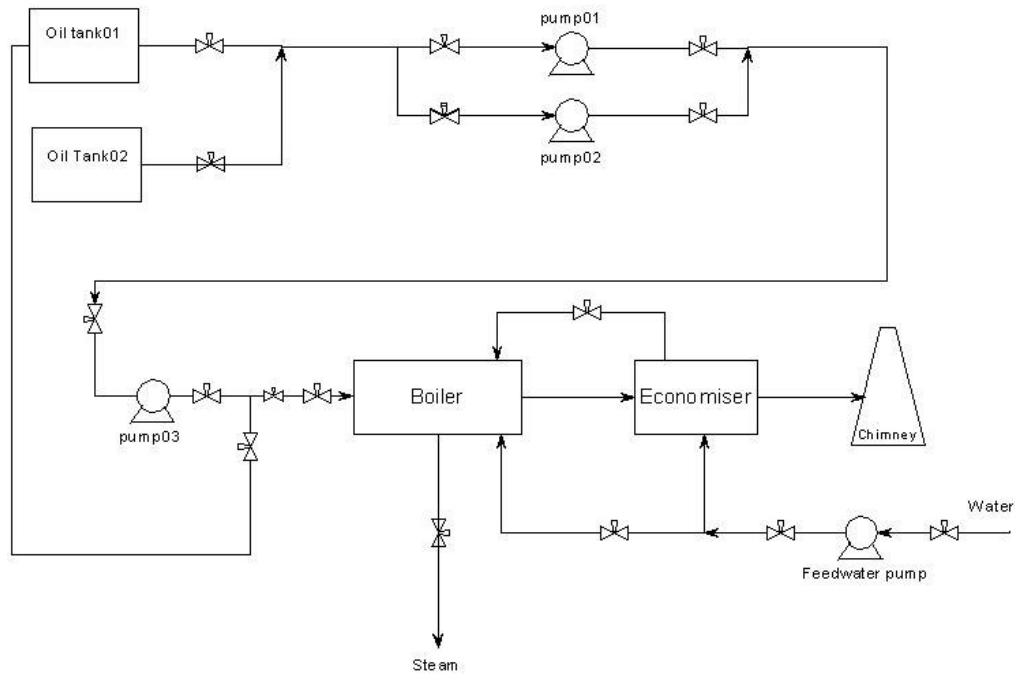 pump01
Oil tank01
Oil Tank02
pump02
Boiler
Economiser
Chimney
pump03
Water
Feedwater pump
Steam